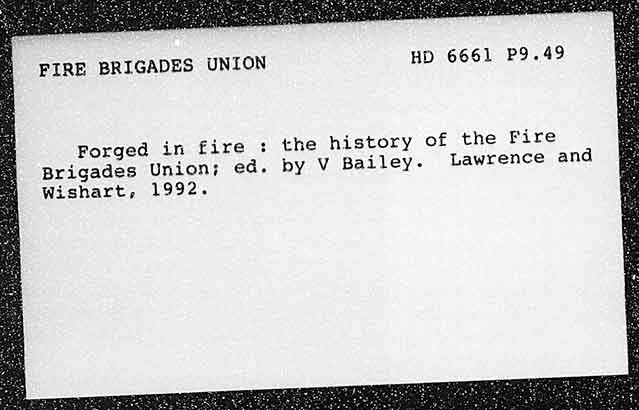 FIRE BRIGADES UNION HD 6661 P9.49
Forged in fire : the history of the Fire
Brigades Union; ed. by V Bailey. Lawrence and
Wishart, 1992.